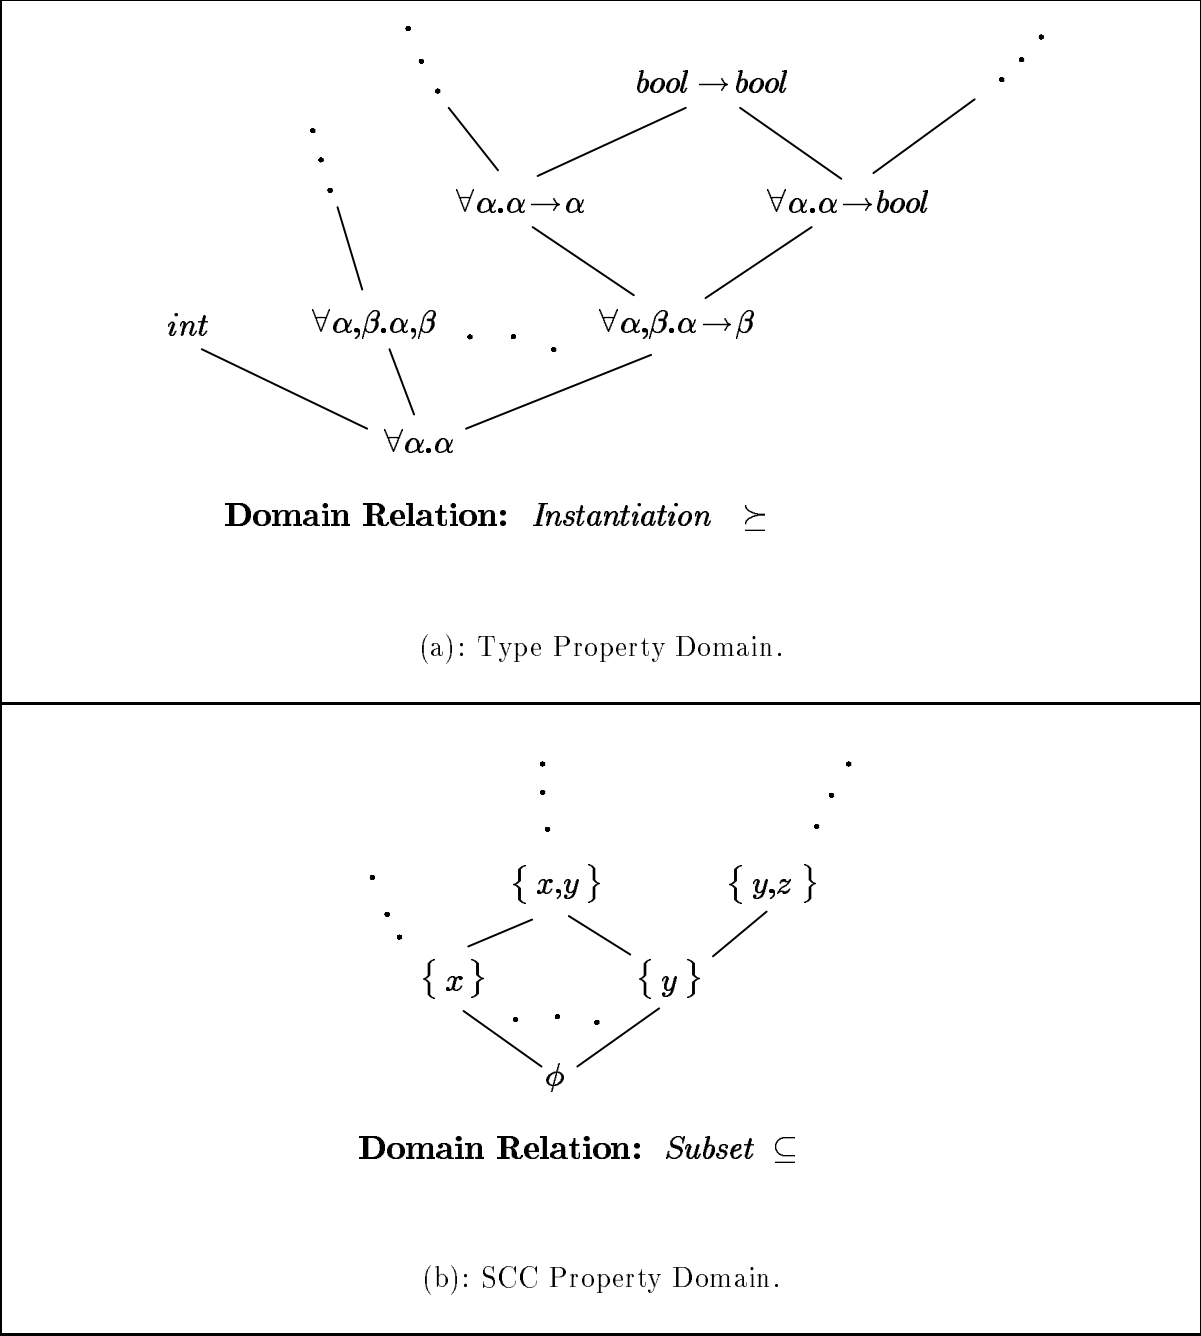 bool → bool
∀α.α→α ∀α.α→bool
int ∀α,β.α,β ∀α,β.α→β
∀α.α
Domain Relation: Instantiation ⪰
(a): Type Property Domain.
{ x,y } { y,z }
{ x } { y }
ϕ
Domain Relation: Subset ⊆
(b): SCC Property Domain.